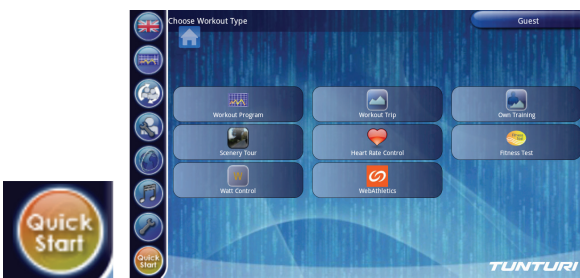 Quick
Start
Choose Workout Type
Guest
Workout Program
Workout Trip
Own Training
Scenery Tour
Heart Rate Control
Fitness Test
W
Watt Control
WebAthletics
Quick
Start
TUNTURI